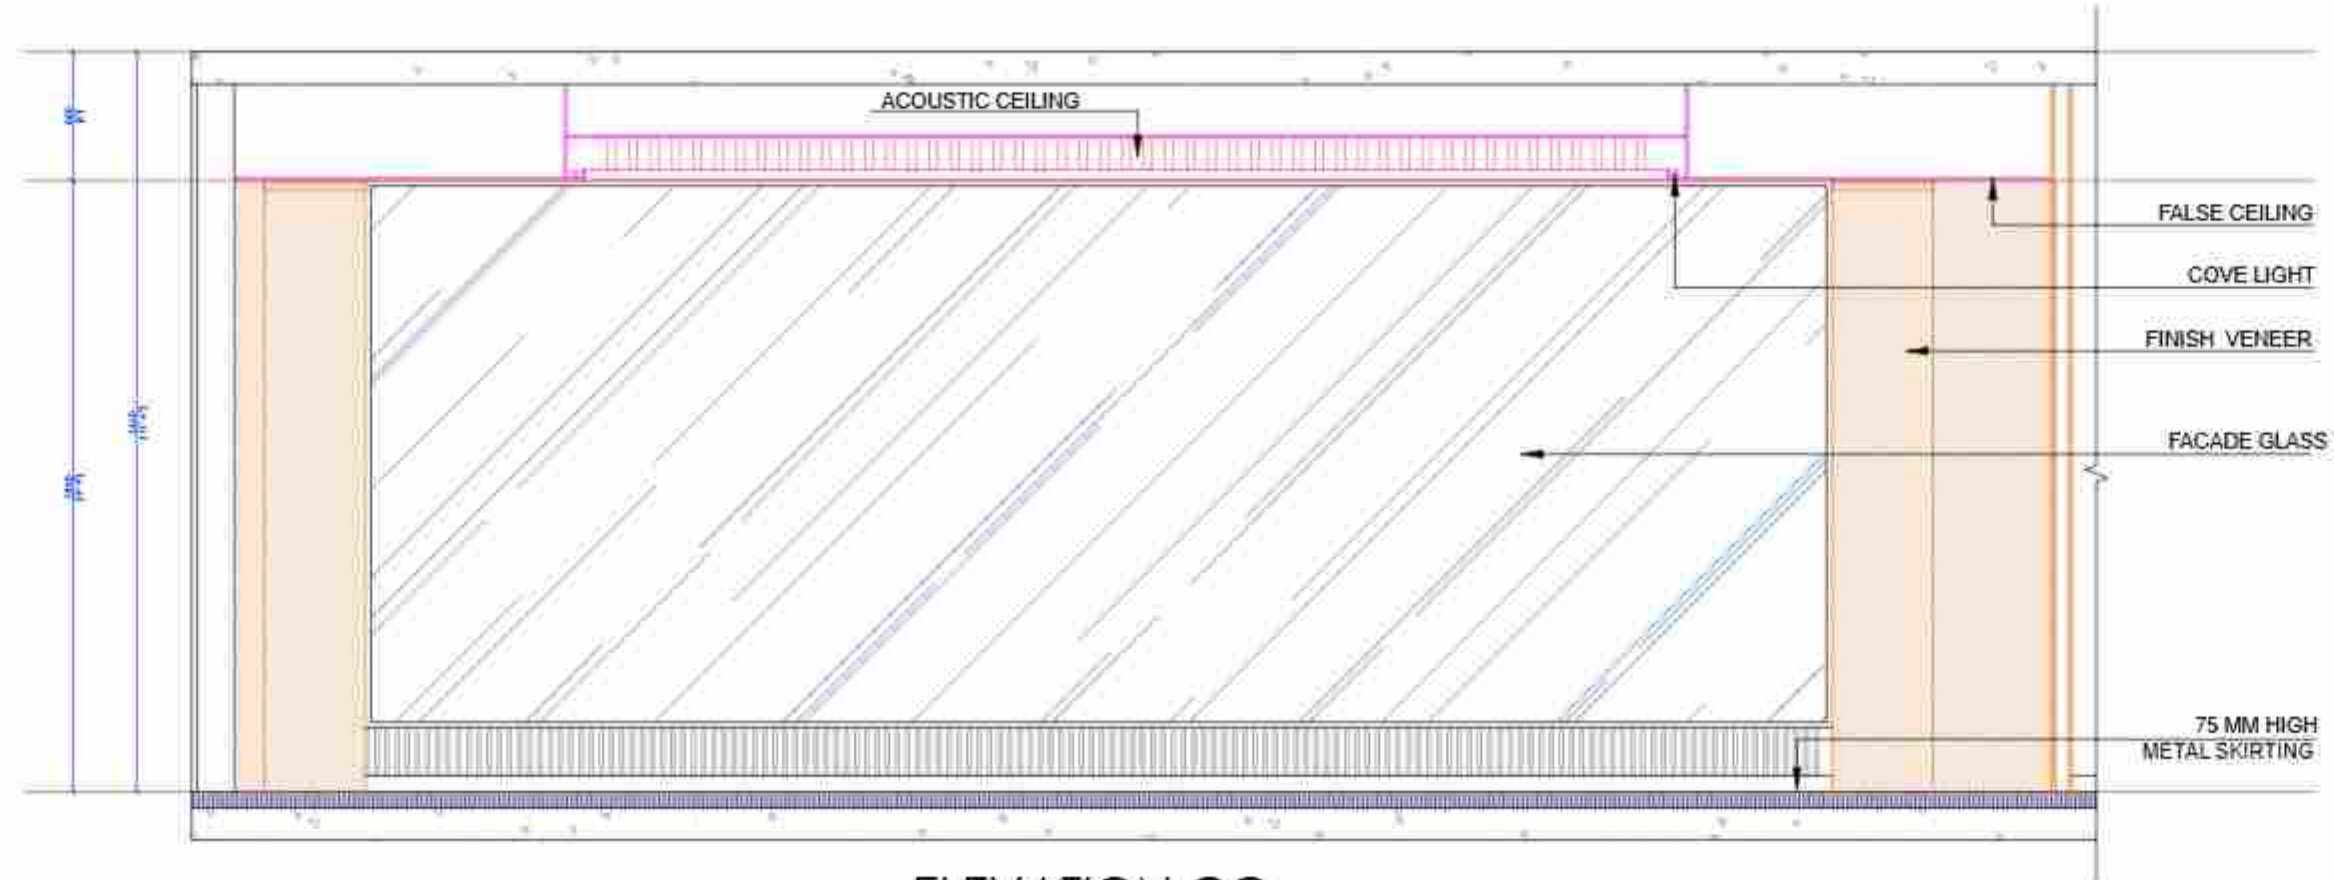 ACOUSTIC CEILING
FALSE CEILING
COVE LIGHT
FINISH VENEER
FACADE GLASS
75 MM HIGH
METAL SKIRTING